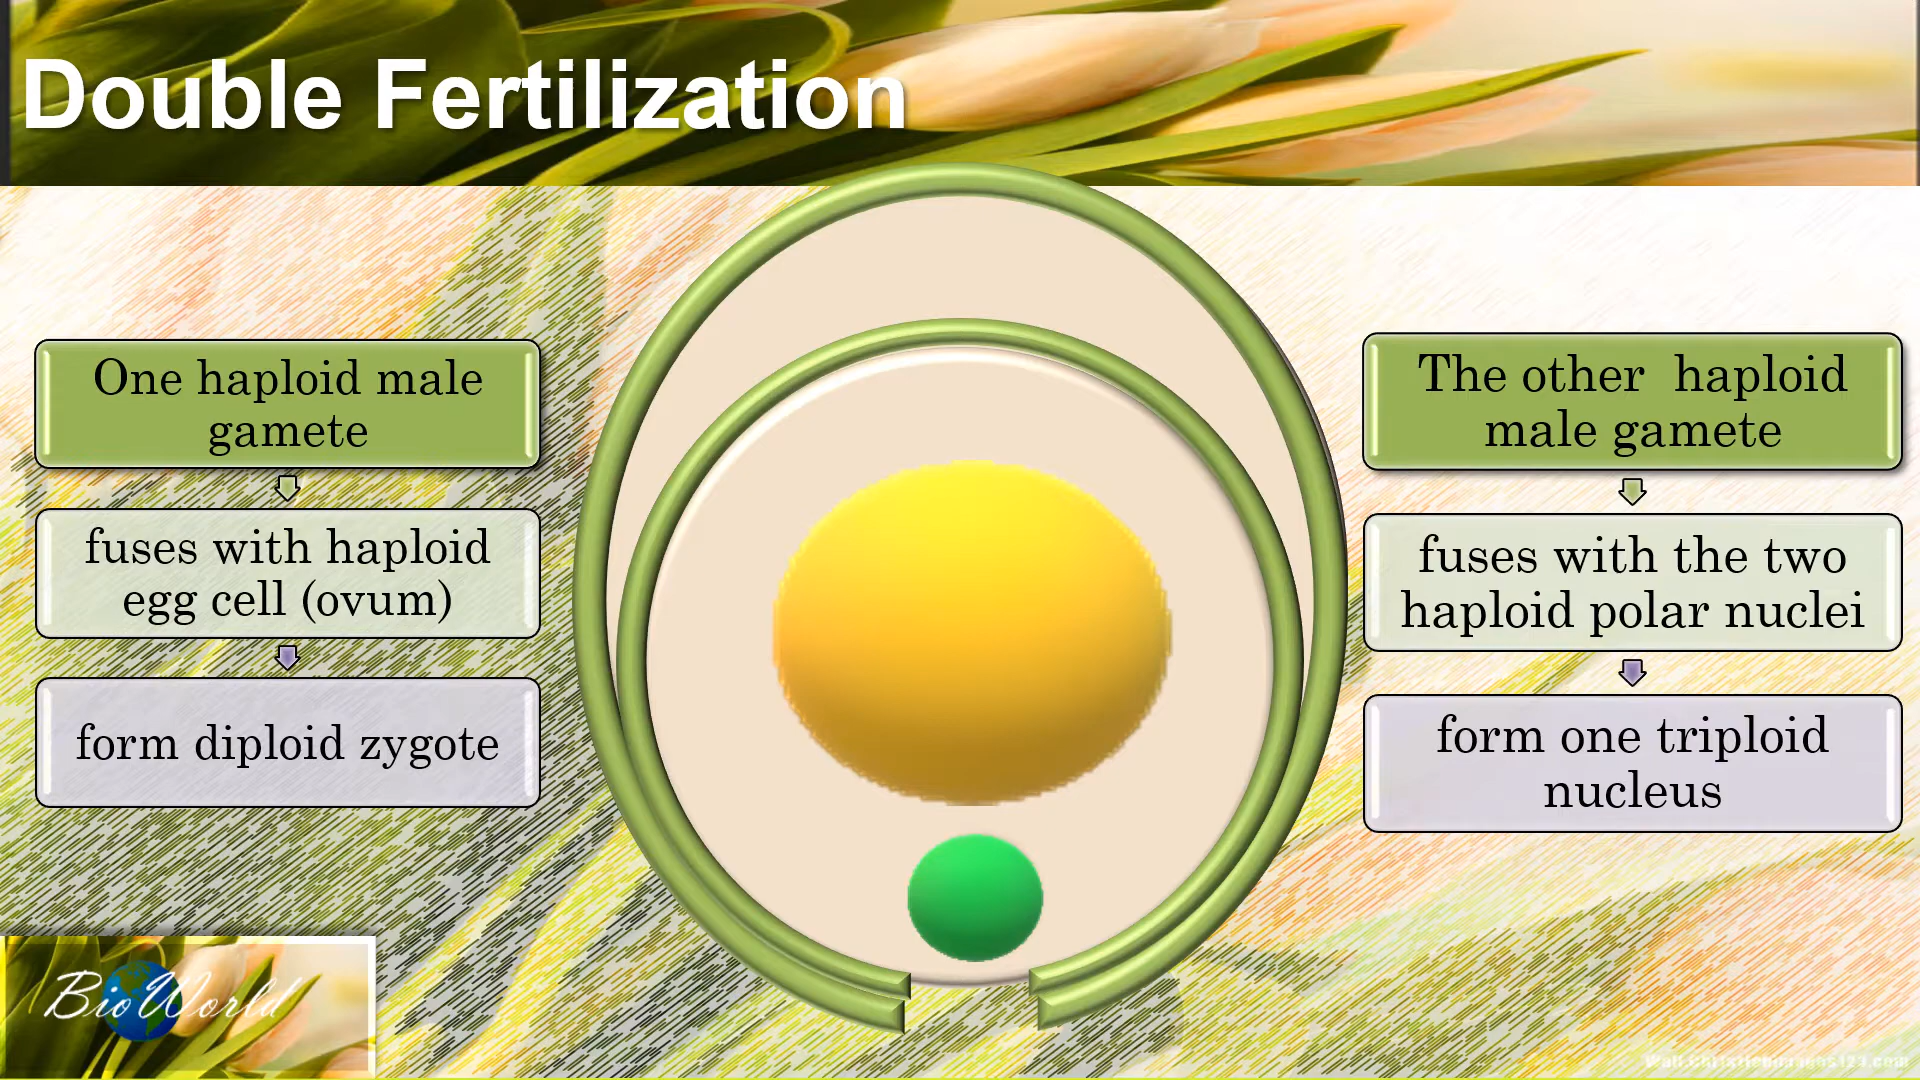 Double Fertilization
One haploid male
gamete
fuses with haploid
egg cell (ovum)
form diploid zygote
The other haploid
male gamete
fuses with the two
haploid polar nuclei
form one triploid
nucleus
BioWorld